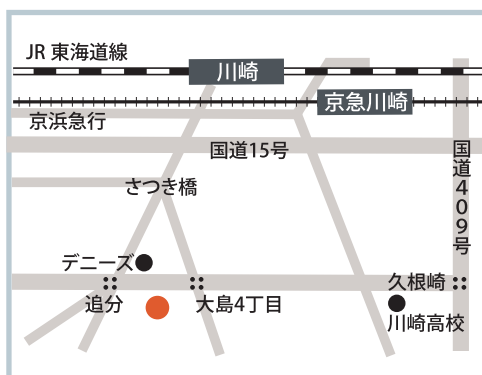 JR 東海道線
川崎
京急川崎
京浜急行
国道15号
国道409号
さつき橋
デニーズ
久根崎
追分
大島4丁目
川崎高校